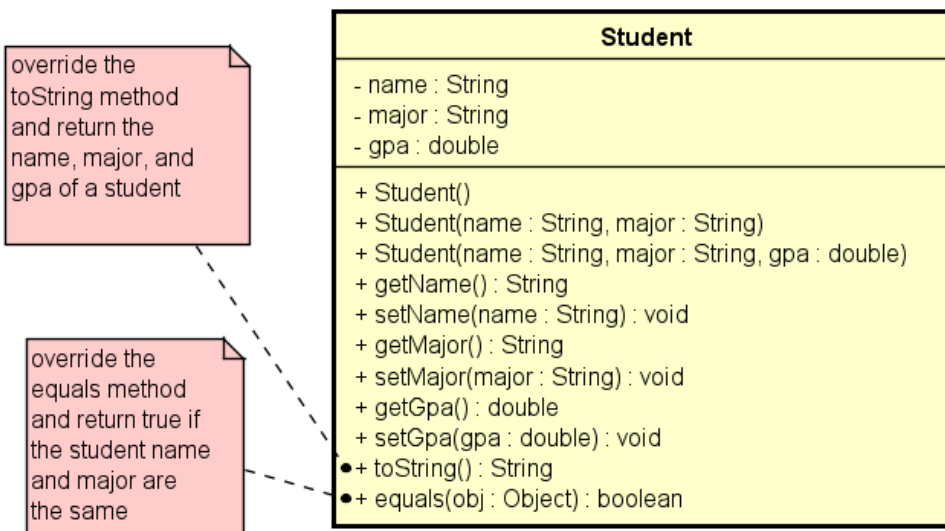 override the
toString method
and return the
name, major, and
gpa of a student
override the
equals method
and return true if
the student name
and major are
the same
Student
- name : String
- major : String
- gpa : double
+ Student()
+ Student(name : String, major : String)
+ Student(name : String, major : String, gpa : double)
+ getName() : String
+ setName(name : String) : void
+ getMajor() : String
+ setMajor(major : String) : void
+ getGpa() : double
+ setGpa(gpa : double) : void
+ toString() : String
+ equals(obj : Object) : boolean